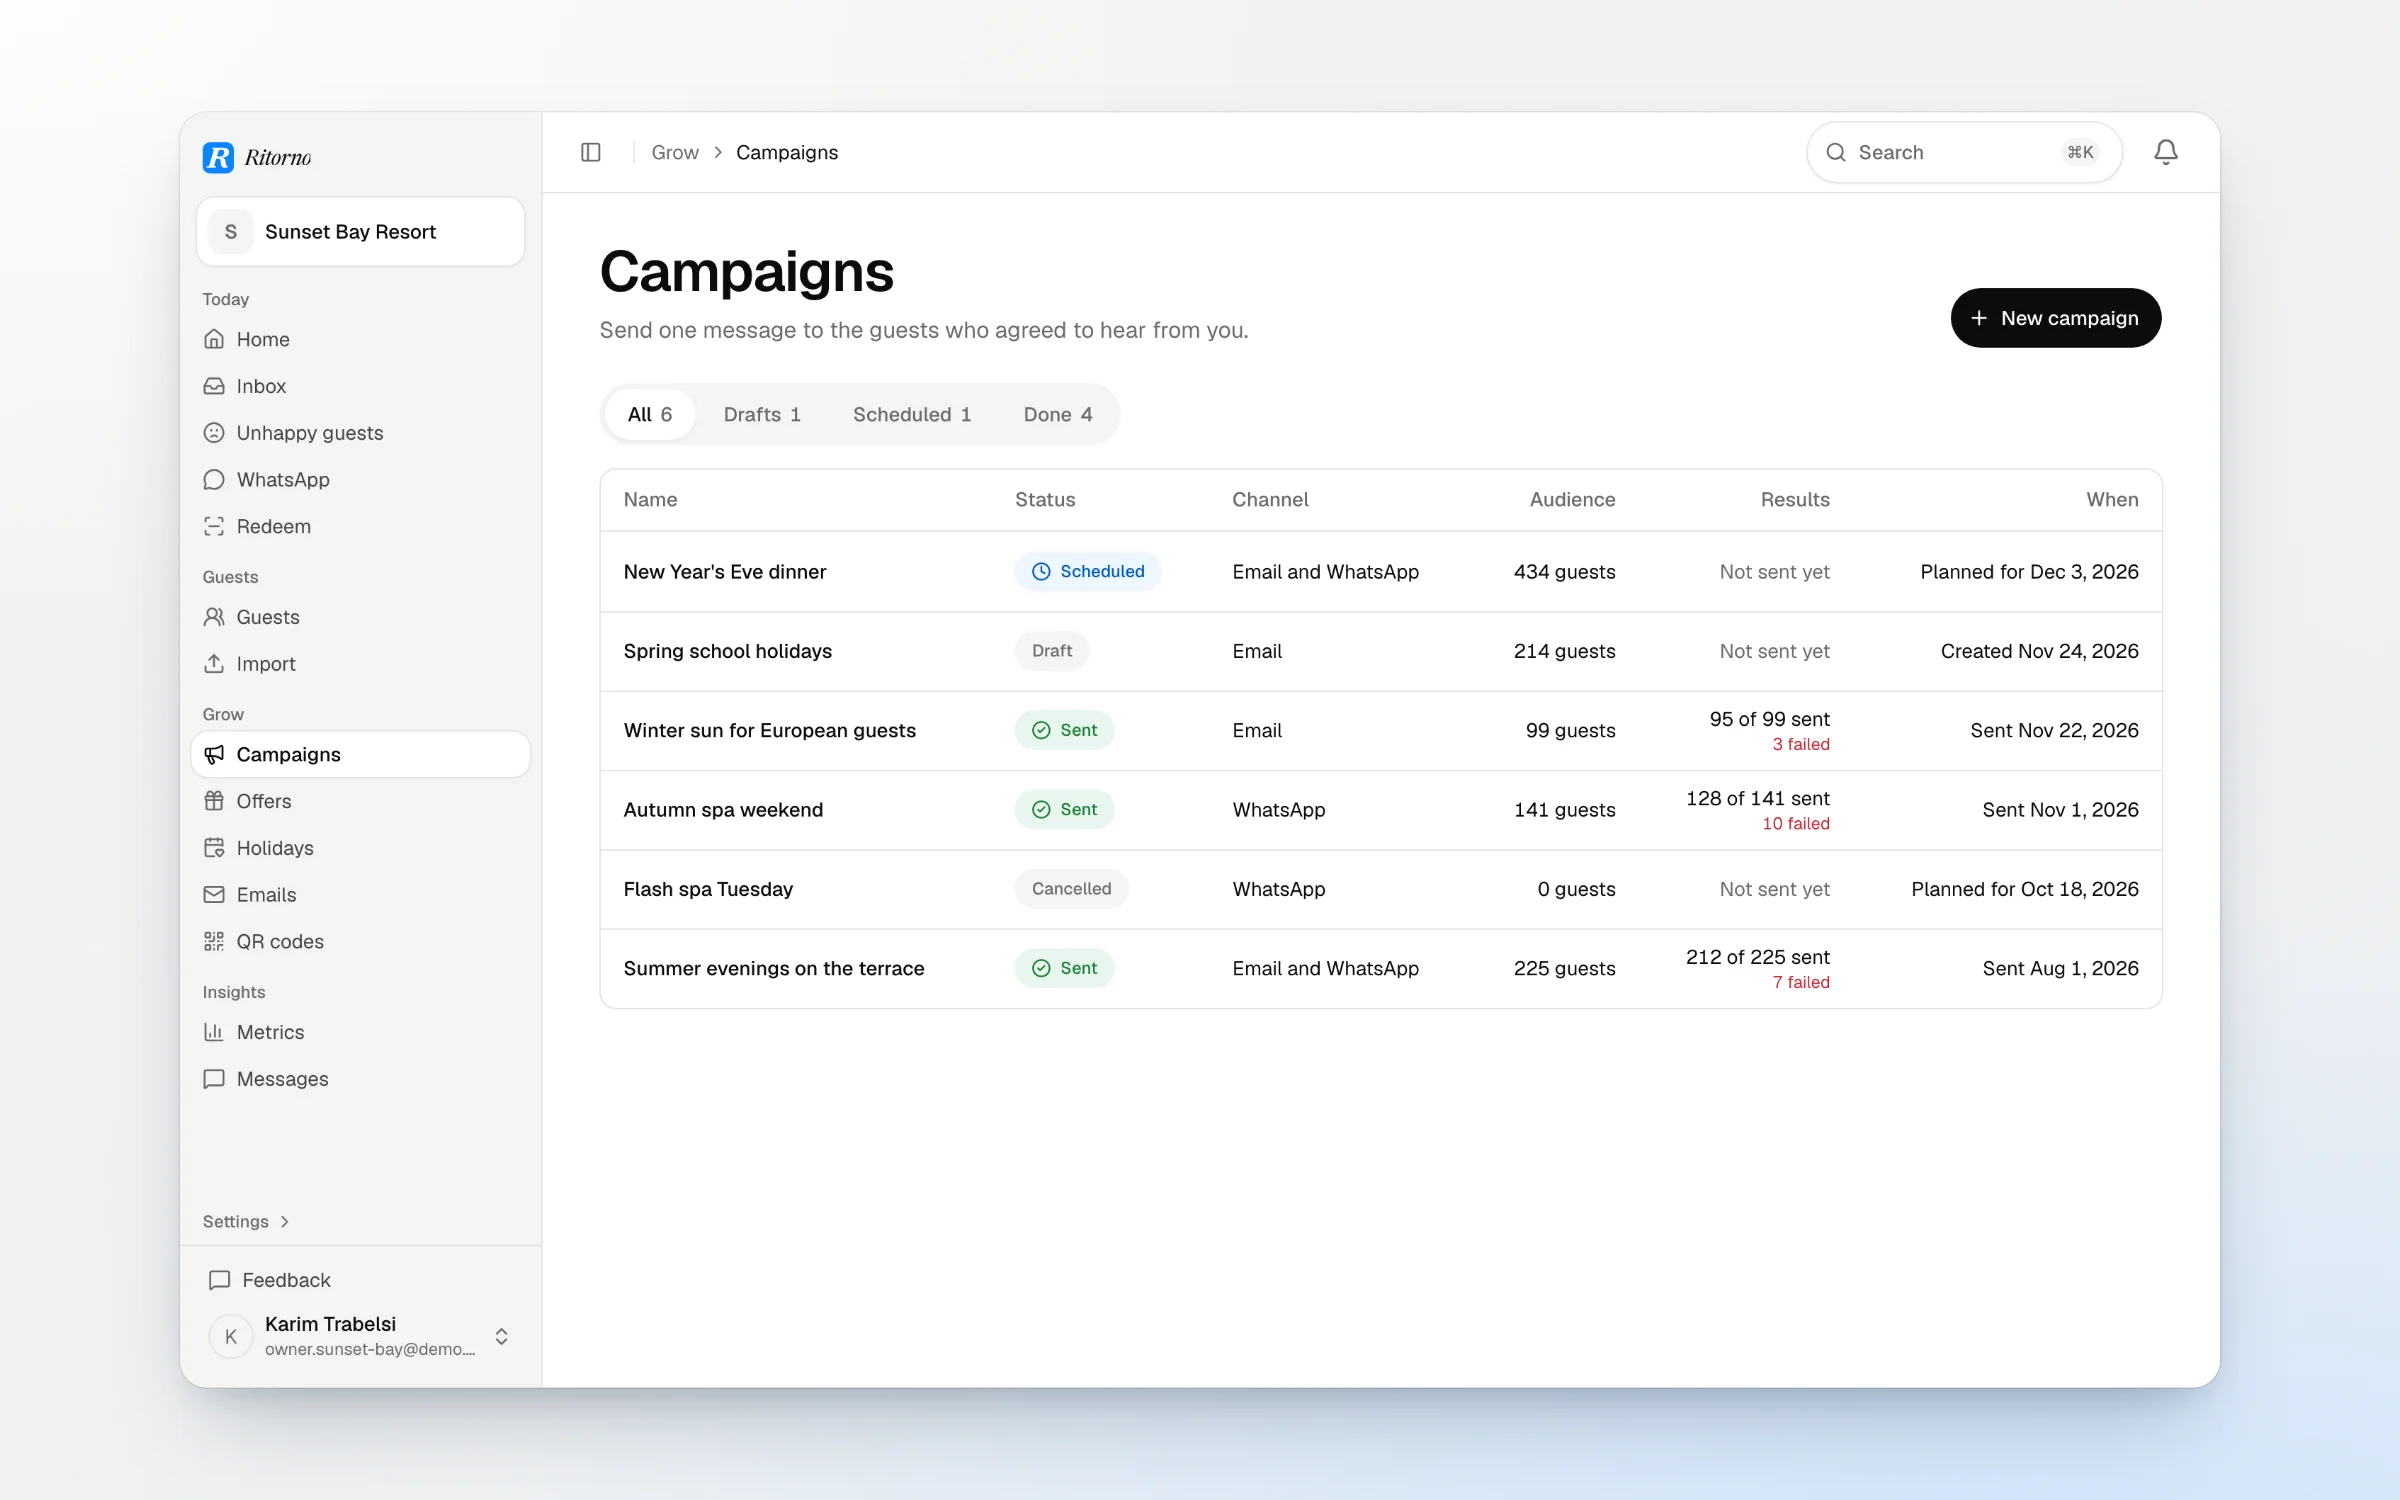 R Ritorno
S Sunset Bay Resort
Today
Home
Inbox
Unhappy guests
WhatsApp
Redeem
Guests
Guests
Import
Grow
Campaigns
Offers
Holidays
Emails
QR codes
Insights
Metrics
Messages
Settings
Feedback
K
Karim Trabelsi
owner.sunset-bay@demo....
Grow Campaigns
Search ⌘K
Campaigns
Send one message to the guests who agreed to hear from you.
New campaign
All 6 Drafts 1 Scheduled 1 Done 4
Name Status Channel Audience Results When
New Year's Eve dinner Scheduled Email and WhatsApp 434 guests Not sent yet Planned for Dec 3, 2026
Spring school holidays Draft Email 214 guests Not sent yet Created Nov 24, 2026
Winter sun for European guests Sent Email 99 guests 95 of 99 sent Sent Nov 22, 2026
3 failed
Autumn spa weekend Sent WhatsApp 141 guests 128 of 141 sent Sent Nov 1, 2026
10 failed
Flash spa Tuesday Cancelled WhatsApp 0 guests Not sent yet Planned for Oct 18, 2026
Summer evenings on the terrace Sent Email and WhatsApp 225 guests 212 of 225 sent Sent Aug 1, 2026
7 failed